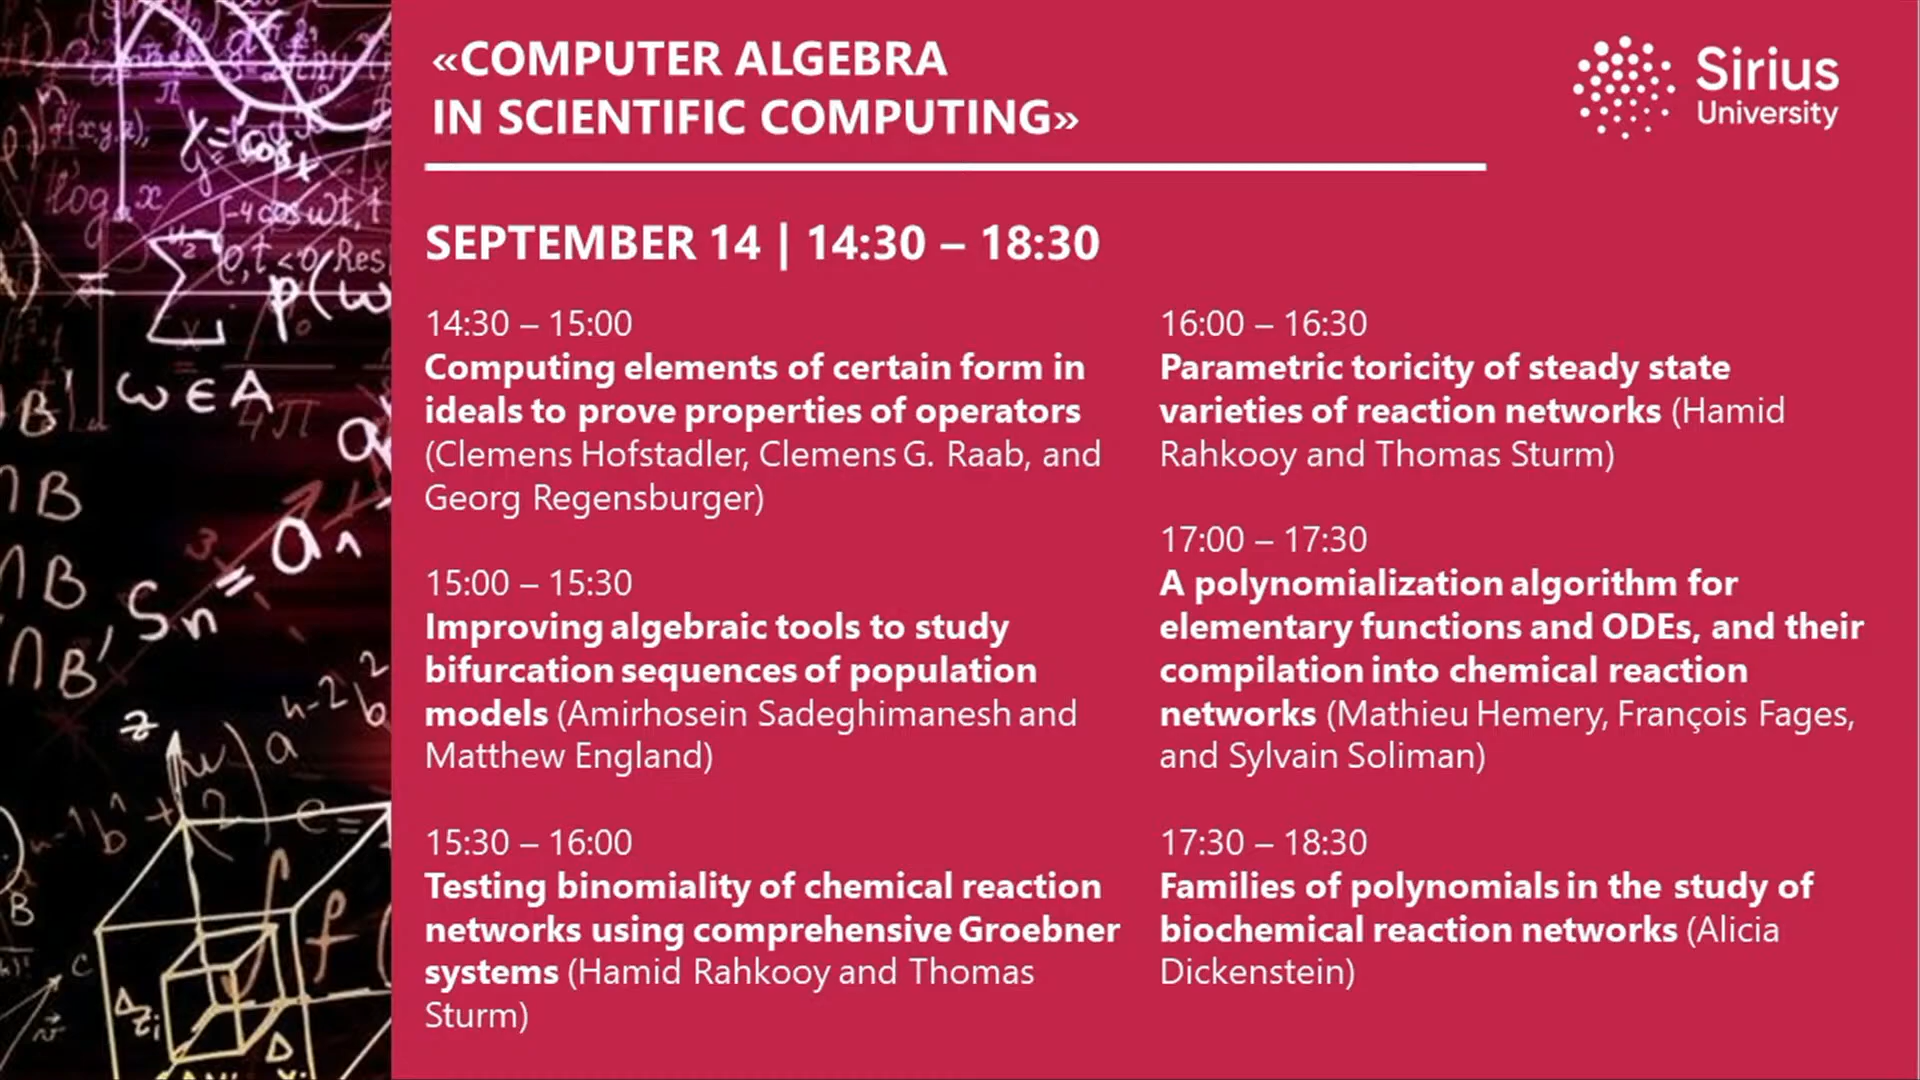 «COMPUTER ALGEBRA
IN SCIENTIFIC COMPUTING»
Sirius
University
SEPTEMBER 14 | 14:30 – 18:30
14:30 – 15:00
Computing elements of certain form in
ideals to prove properties of operators
(Clemens Hofstadler, Clemens G. Raab, and
Georg Regensburger)
15:00 – 15:30
Improving algebraic tools to study
bifurcation sequences of population
models (Amirhosein Sadeghimanesh and
Matthew England)
15:30 – 16:00
Testing binomiality of chemical reaction
networks using comprehensive Groebner
systems (Hamid Rahkooy and Thomas
Sturm)
16:00 – 16:30
Parametric toricity of steady state
varieties of reaction networks (Hamid
Rahkooy and Thomas Sturm)
17:00 – 17:30
A polynomialization algorithm for
elementary functions and ODEs, and their
compilation into chemical reaction
networks (Mathieu Hemery, François Fages,
and Sylvain Soliman)
17:30 – 18:30
Families of polynomials in the study of
biochemical reaction networks (Alicia
Dickenstein)
ω ∈ A